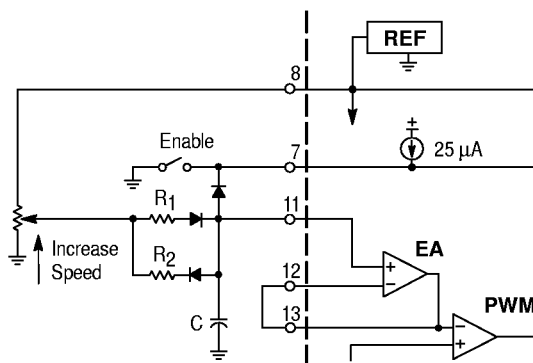 REF
8
Enable
7
25 µA
R1
11
Increase
Speed
R2
EA
12
13
PWM
C